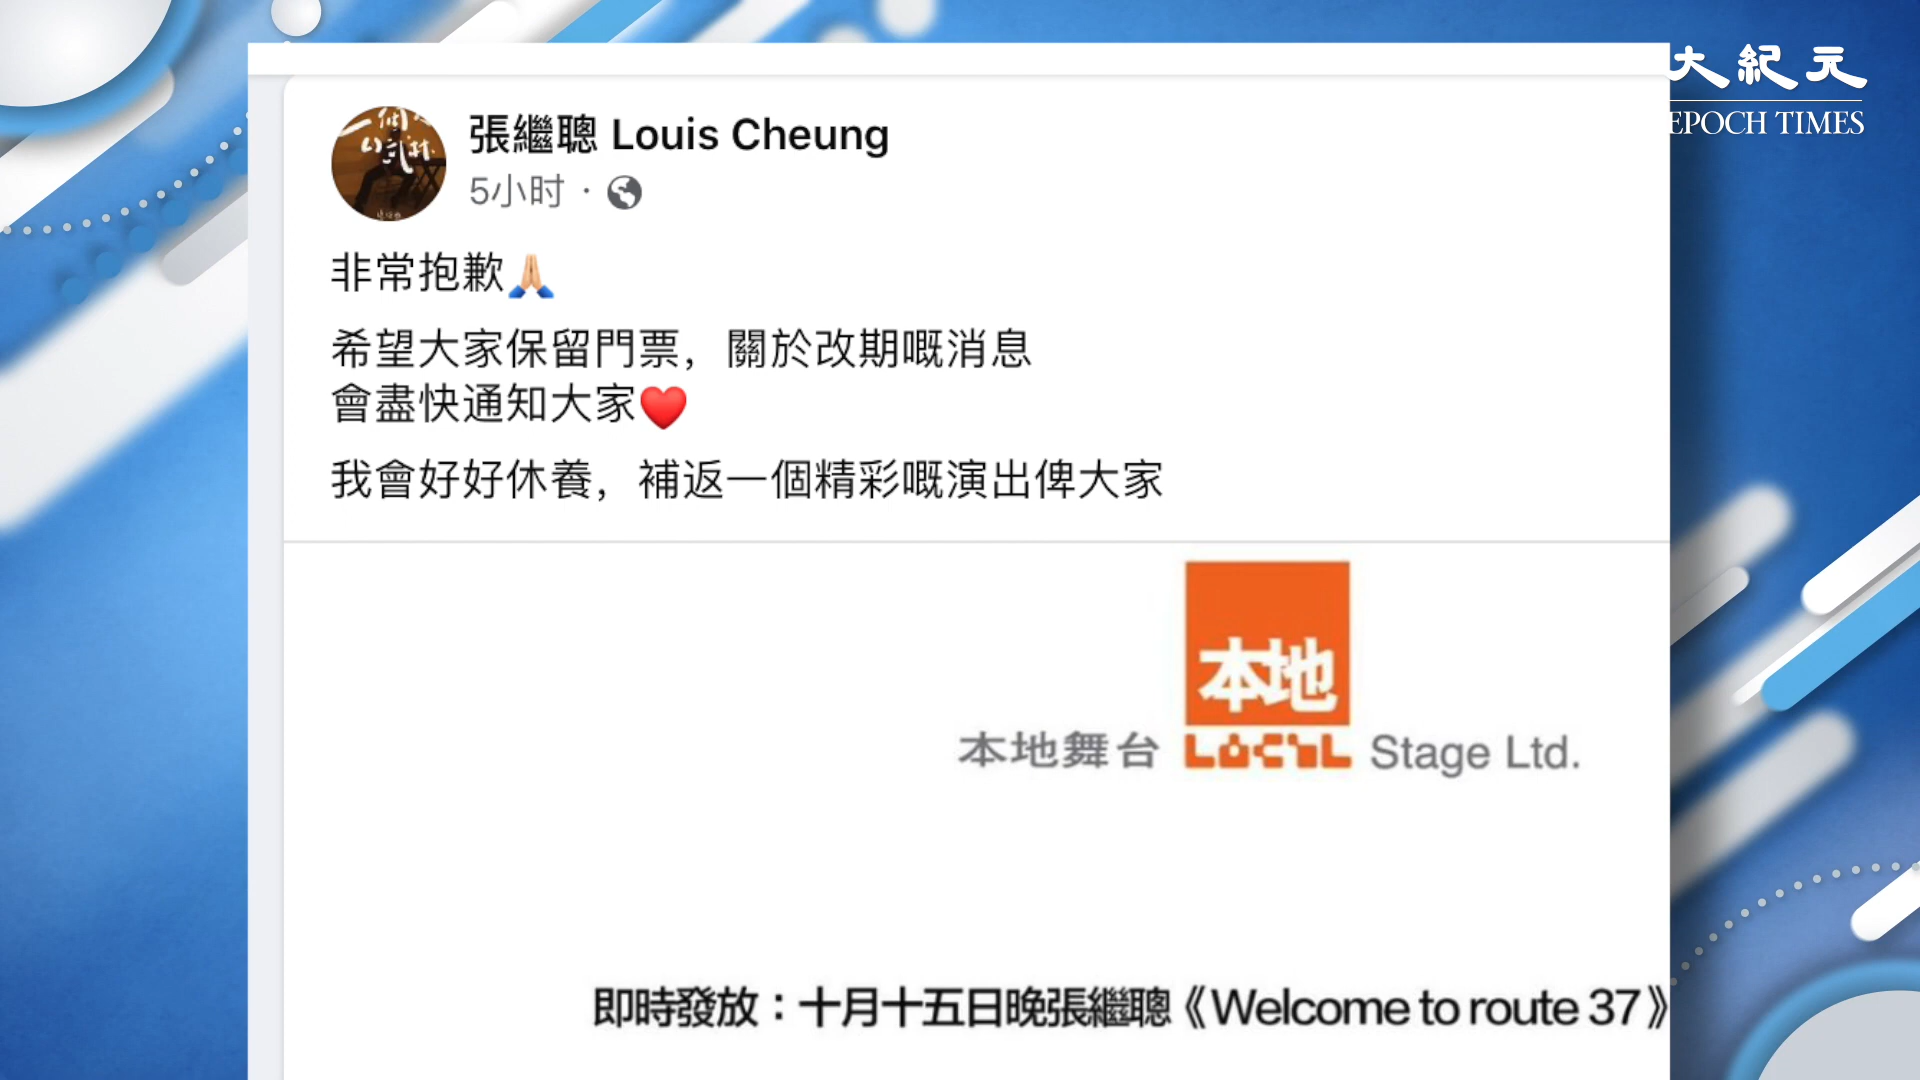 大紀元
EPOCH TIMES
張繼聰 Louis Cheung
5小时 ·
非常抱歉🙏🏻
希望大家保留門票，關於改期嘅消息
會盡快通知大家❤️
我會好好休養，補返一個精彩嘅演出俾大家
本地
本地舞台 LOCAL Stage Ltd.
即時發放：十月十五日晚張繼聰《Welcome to route 37》